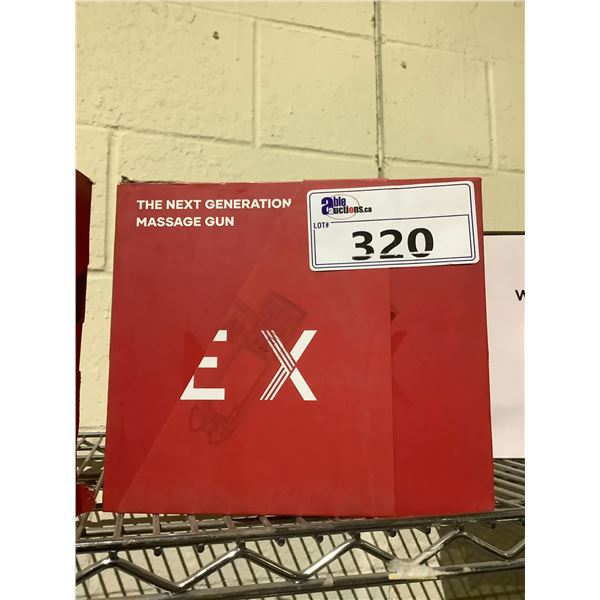 THE NEXT GENERATION
MASSAGE GUN
able
auctions.ca
LOT#
320
EX
W